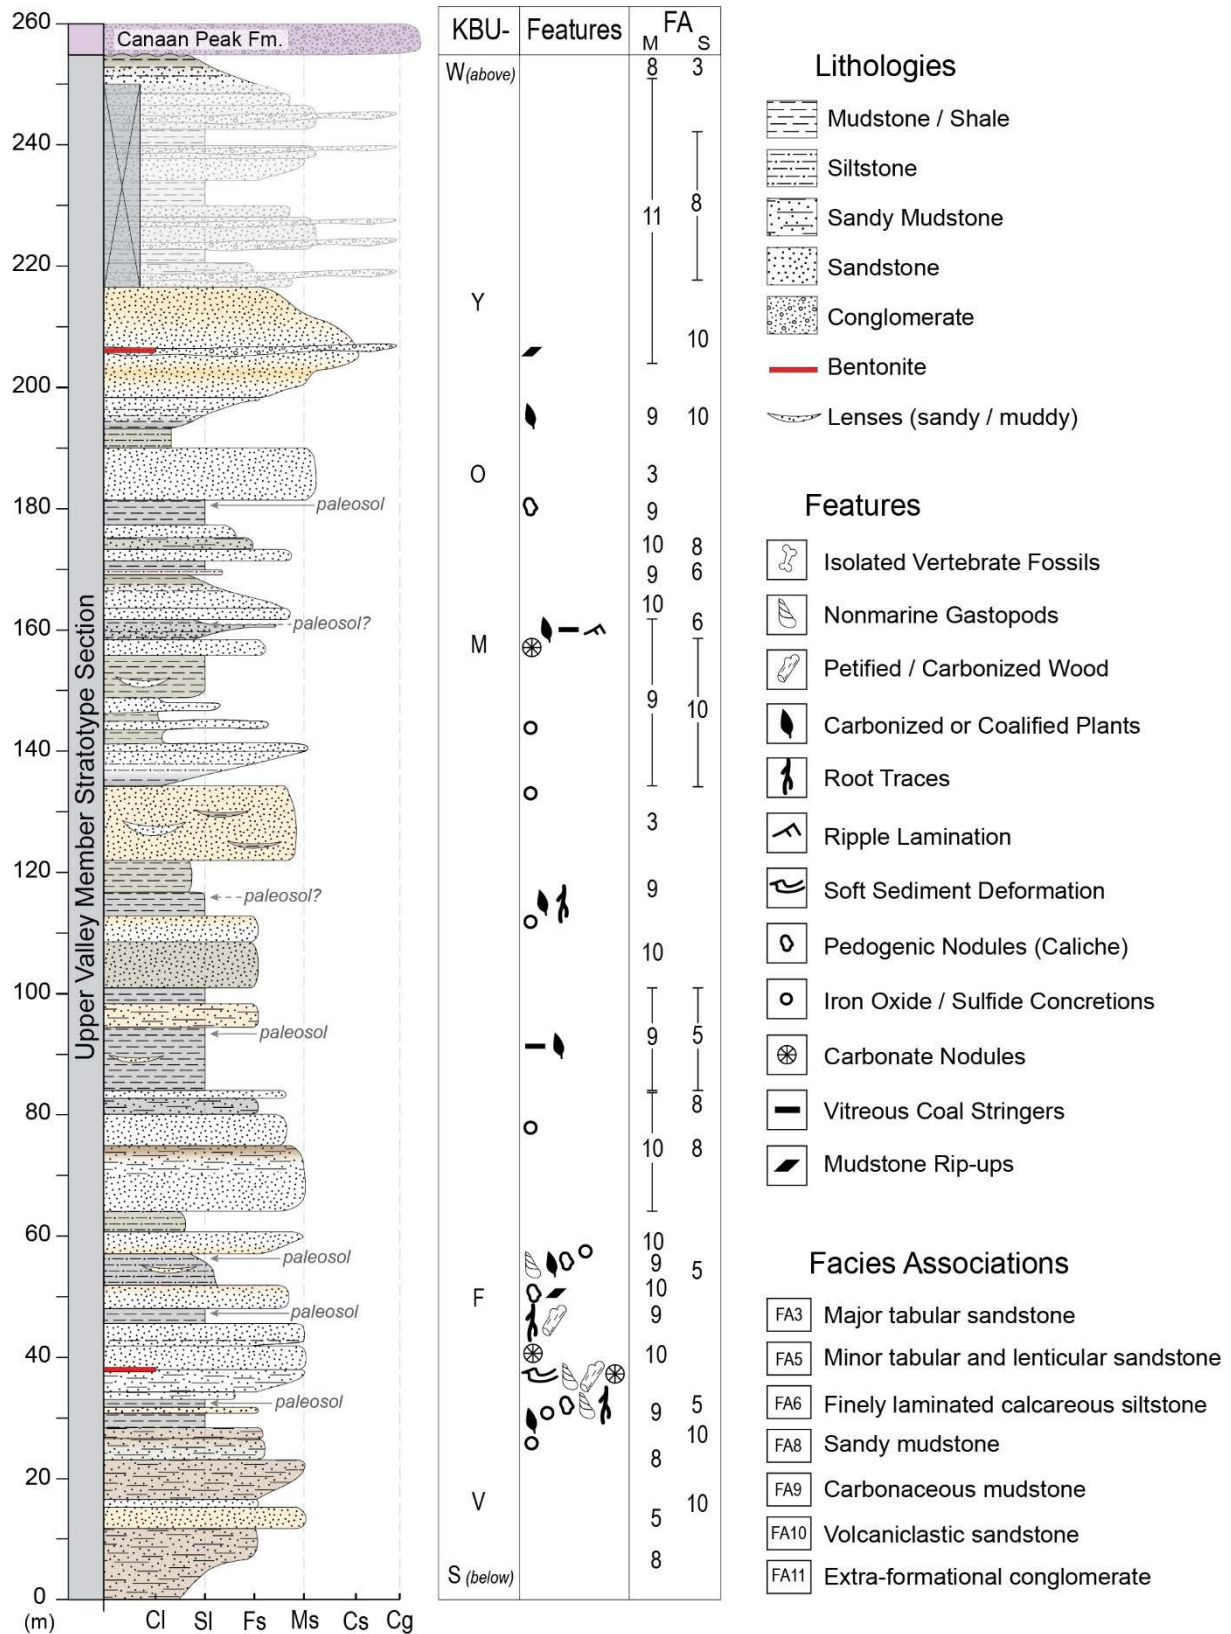 260
240
220
200
180
160
140
120
100
80
60
40
20
0
(m)
Upper Valley Member Stratotype Section
Canaan Peak Fm.
paleosol
paleosol?
paleosol?
paleosol
paleosol
paleosol
paleosol
Cl Sl Fs Ms Cs Cg
KBU- Features FA
M S
W (above) 8 3
11 8
Y
10
9 10
O 3
9
10 8
9 6
10
6
M
9 10
3
9
10
9 5
8
10 8
10
9 5
10
F
9
10
9 5
10
8
V 10
5
8
S (below)
Lithologies
Mudstone / Shale
Siltstone
Sandy Mudstone
Sandstone
Conglomerate
Bentonite
Lenses (sandy / muddy)
Features
Isolated Vertebrate Fossils
Nonmarine Gastopods
Petified / Carbonized Wood
Carbonized or Coalified Plants
Root Traces
Ripple Lamination
Soft Sediment Deformation
Pedogenic Nodules (Caliche)
Iron Oxide / Sulfide Concretions
Carbonate Nodules
Vitreous Coal Stringers
Mudstone Rip-ups
Facies Associations
FA3 Major tabular sandstone
FA5 Minor tabular and lenticular sandstone
FA6 Finely laminated calcareous siltstone
FA8 Sandy mudstone
FA9 Carbonaceous mudstone
FA10 Volcaniclastic sandstone
FA11 Extra-formational conglomerate